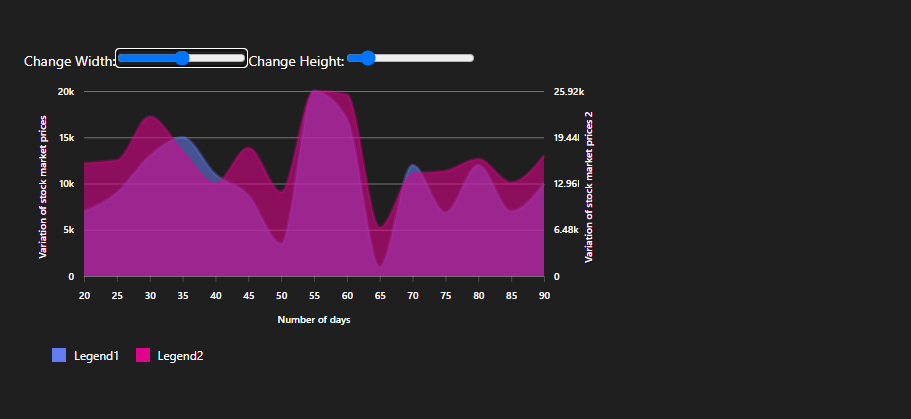 Change Width: Change Height:
20k 25.92k
15k 19.44k
10k 12.96k
5k 6.48k
0 0
Variation of stock market prices
Variation of stock market prices 2
20 25 30 35 40 45 50 55 60 65 70 75 80 85 90
Number of days
Legend1 Legend2